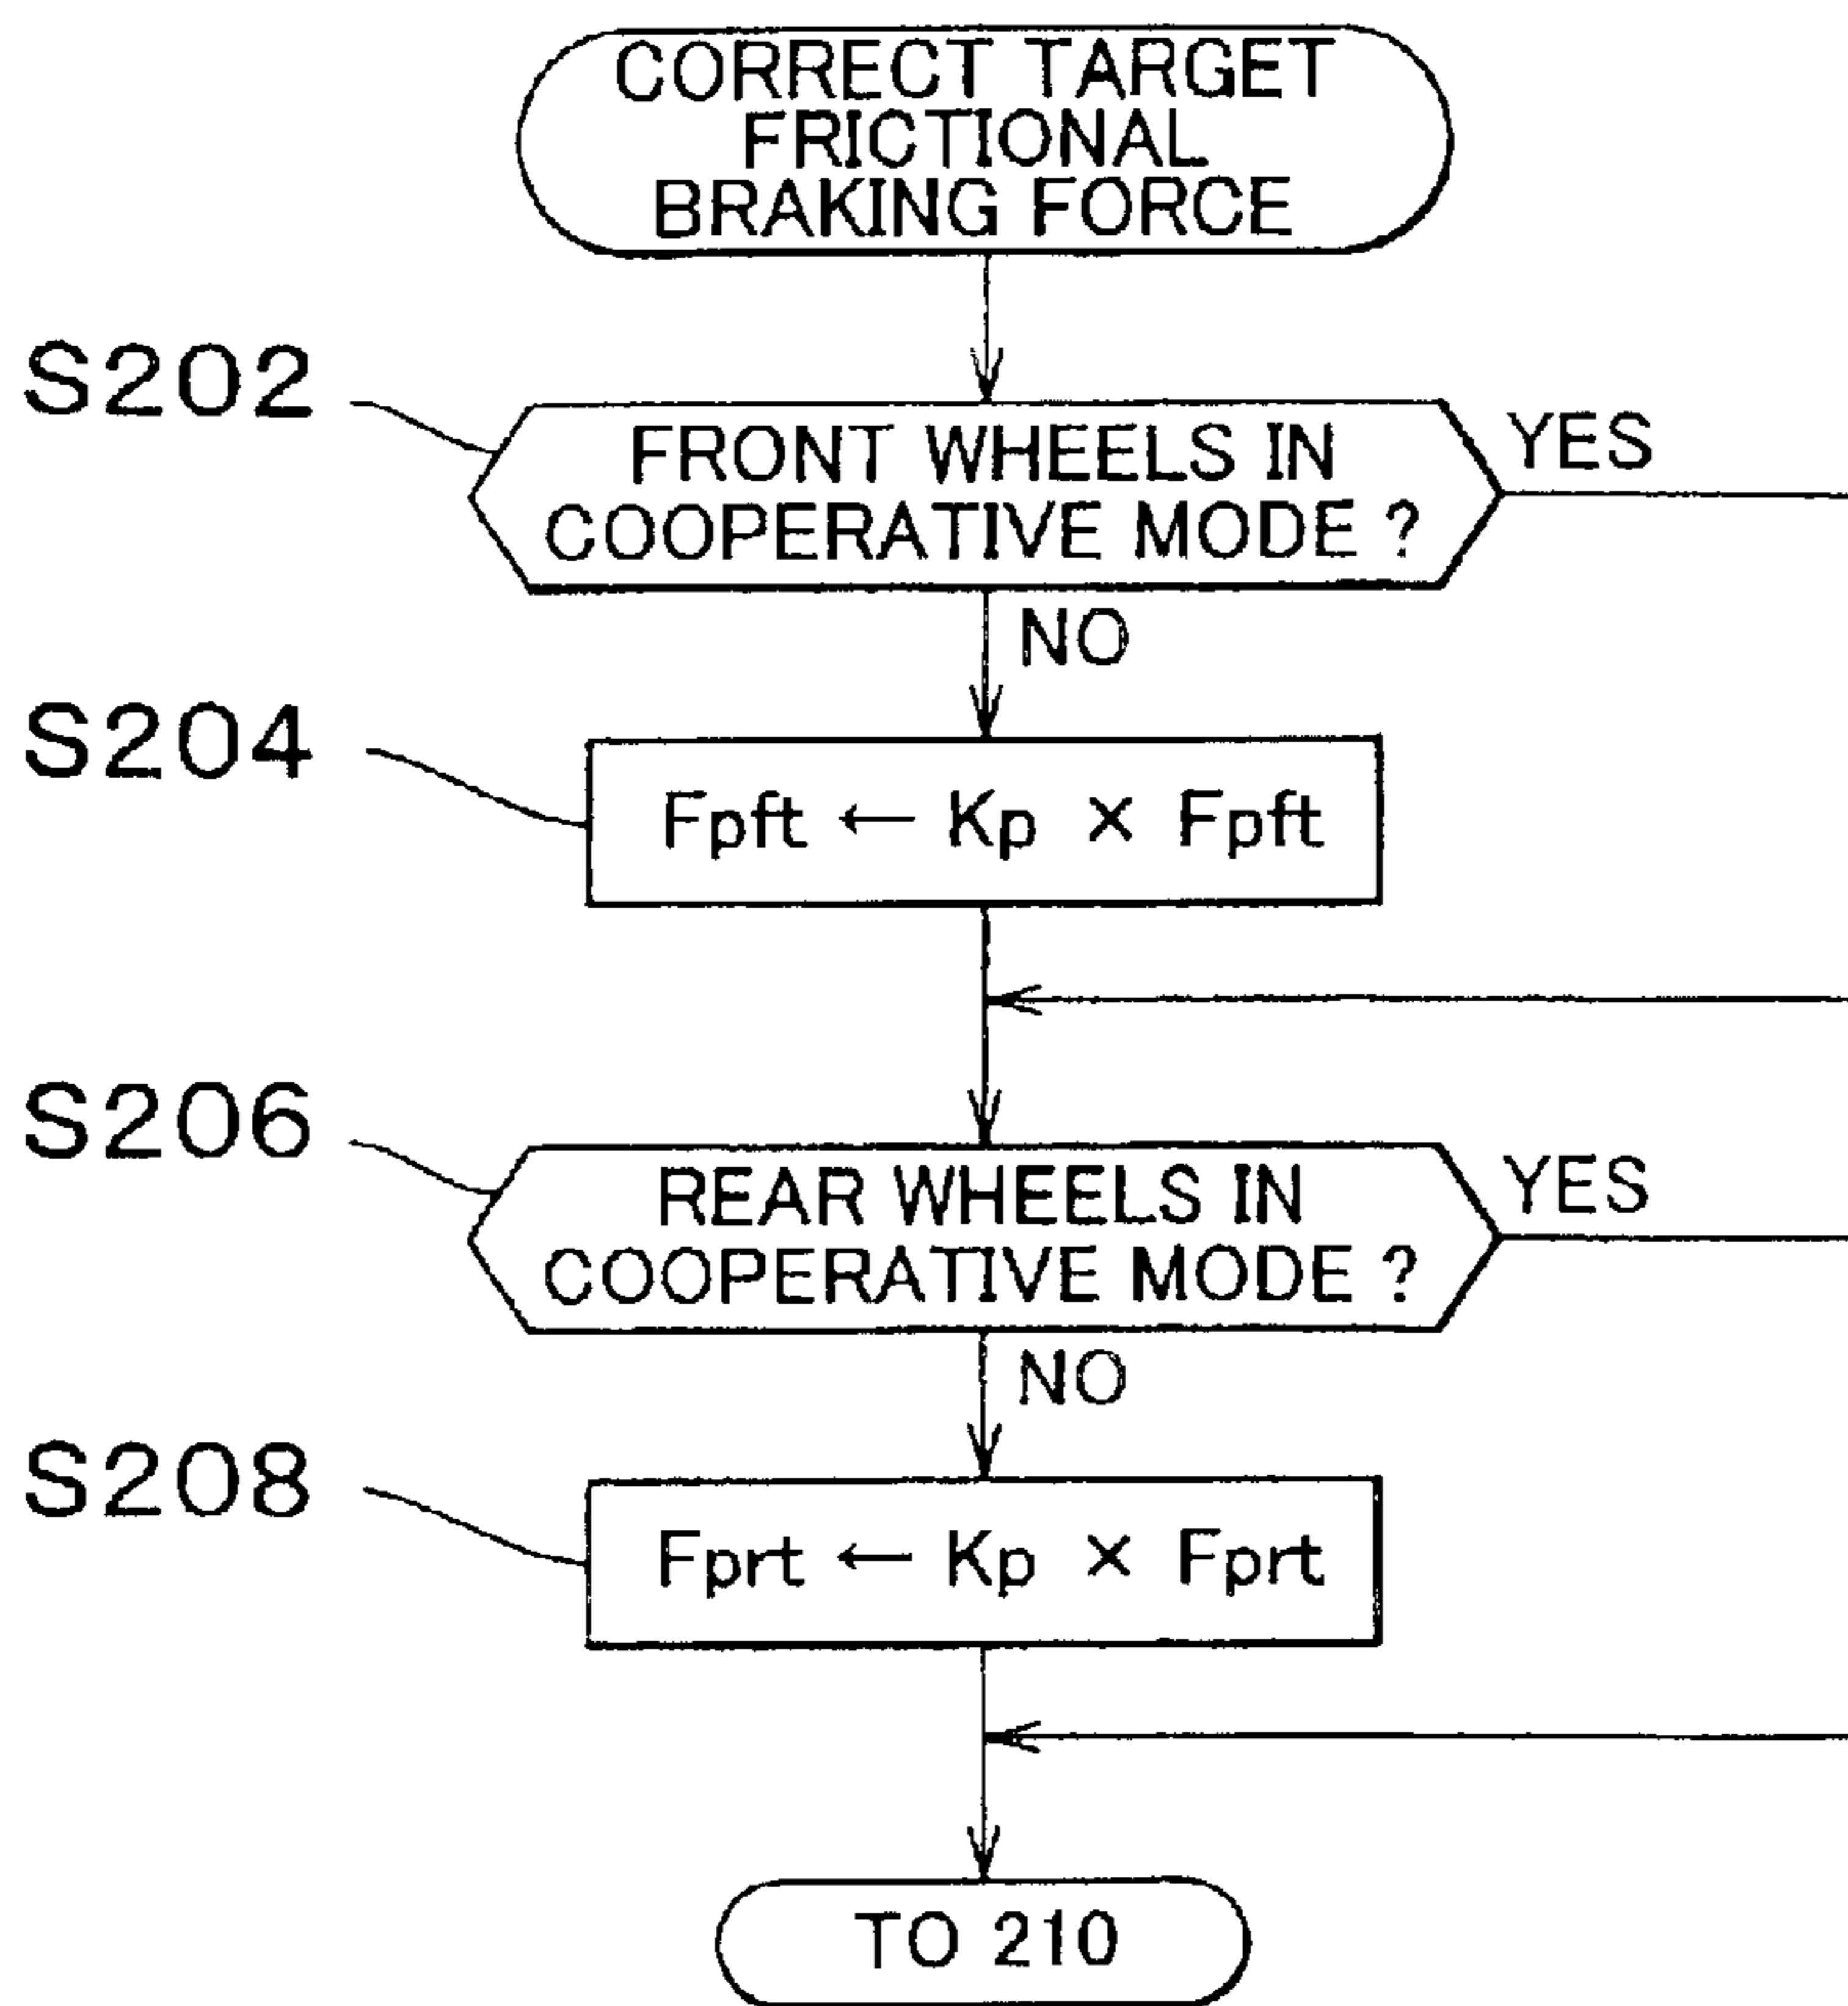 CORRECT TARGET
FRICTIONAL
BRAKING FORCE
S202
FRONT WHEELS IN
COOPERATIVE MODE ?
YES
NO
S204
Fpft ← Kp × Fpft
S206
REAR WHEELS IN
COOPERATIVE MODE ?
YES
NO
S208
Fprt ← Kp × Fprt
TO 210